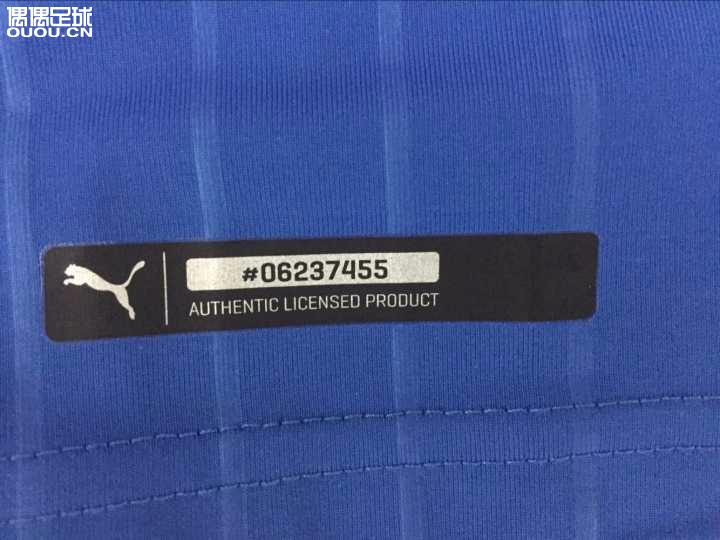 偶偶足球
OUOU.CN
#06237455
AUTHENTIC LICENSED PRODUCT